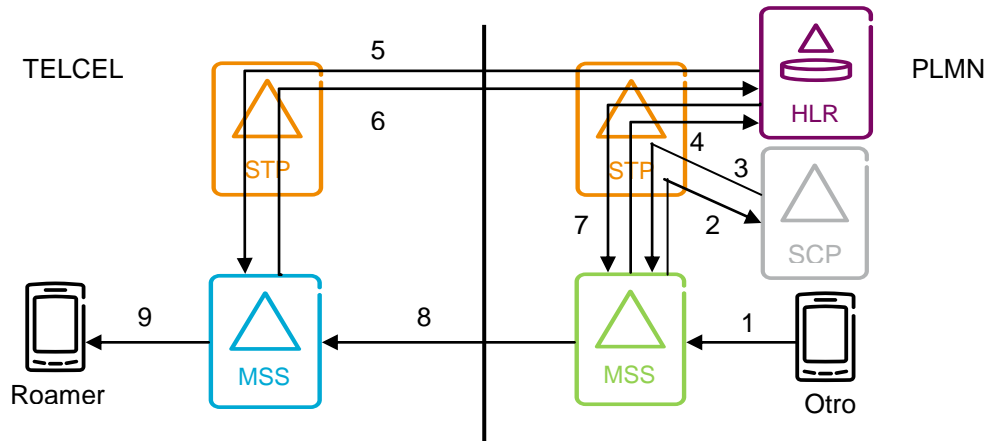 5
TELCEL
PLMN
HLR
6
4
STP
STP
3
7
2
SCP
9
8
1
MSS
MSS
Roamer
Otro